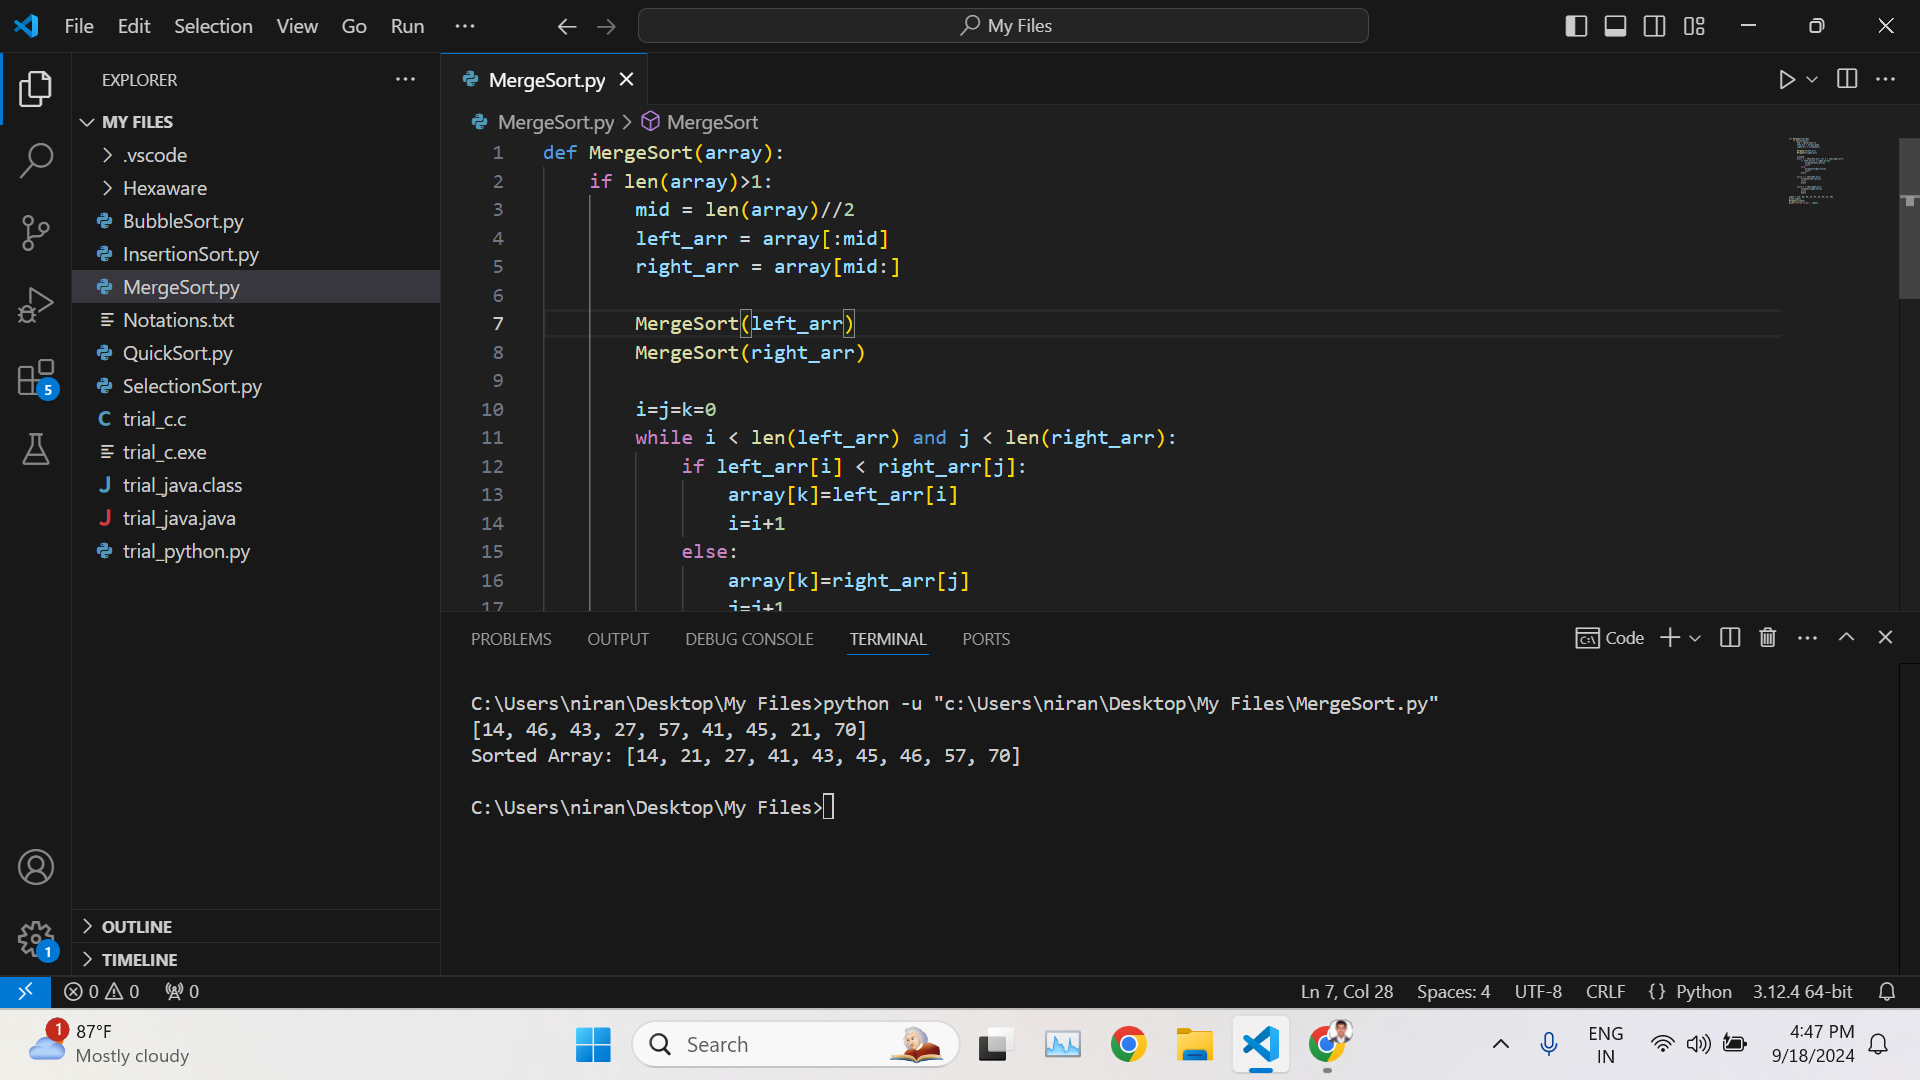 File Edit Selection View Go Run ···
My Files
EXPLORER
MY FILES
.vscode
Hexaware
BubbleSort.py
InsertionSort.py
MergeSort.py
Notations.txt
QuickSort.py
SelectionSort.py
C trial_c.c
trial_c.exe
J trial_java.class
J trial_java.java
trial_python.py
OUTLINE
TIMELINE
5
1
MergeSort.py
MergeSort.py > MergeSort
1 def MergeSort(array):
2 if len(array)>1:
3 mid = len(array)//2
4 left_arr = array[:mid]
5 right_arr = array[mid:]
6
7 MergeSort(left_arr)
8 MergeSort(right_arr)
9
10 i=j=k=0
11 while i < len(left_arr) and j < len(right_arr):
12 if left_arr[i] < right_arr[j]:
13 array[k]=left_arr[i]
14 i=i+1
15 else:
16 array[k]=right_arr[j]
17 j=j+1
PROBLEMS OUTPUT DEBUG CONSOLE TERMINAL PORTS
Code
C:\Users\niran\Desktop\My Files>python -u "c:\Users\niran\Desktop\My Files\MergeSort.py"
[14, 46, 43, 27, 57, 41, 45, 21, 70]
Sorted Array: [14, 21, 27, 41, 43, 45, 46, 57, 70]
C:\Users\niran\Desktop\My Files>
0 0 0
Ln 7, Col 28 Spaces: 4 UTF-8 CRLF {} Python 3.12.4 64-bit
1
87°F
Mostly cloudy
Search
ENG
IN
4:47 PM
9/18/2024